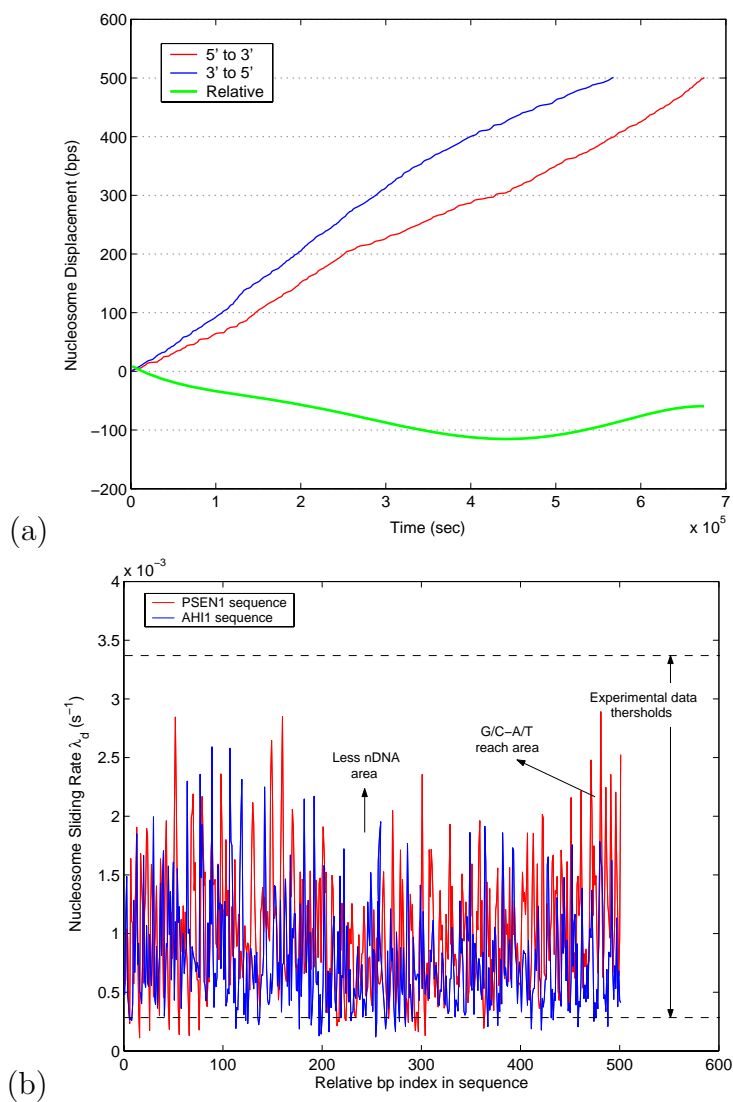 600
500
400
300
200
100
0
−100
−200
Nucleosome Displacement (bps)
5' to 3'
3' to 5'
Relative
0 1 2 3 4 5 6 7
Time (sec)
x 10^5
(a)
x 10^−3
4
3.5
3
2.5
2
1.5
1
0.5
0
Nucleosome Sliding Rate λ_d (s^−1)
PSEN1 sequence
AHI1 sequence
Experimental data
thersholds
G/C−A/T
reach area
Less nDNA
area
0 100 200 300 400 500 600
Relative bp index in sequence
(b)